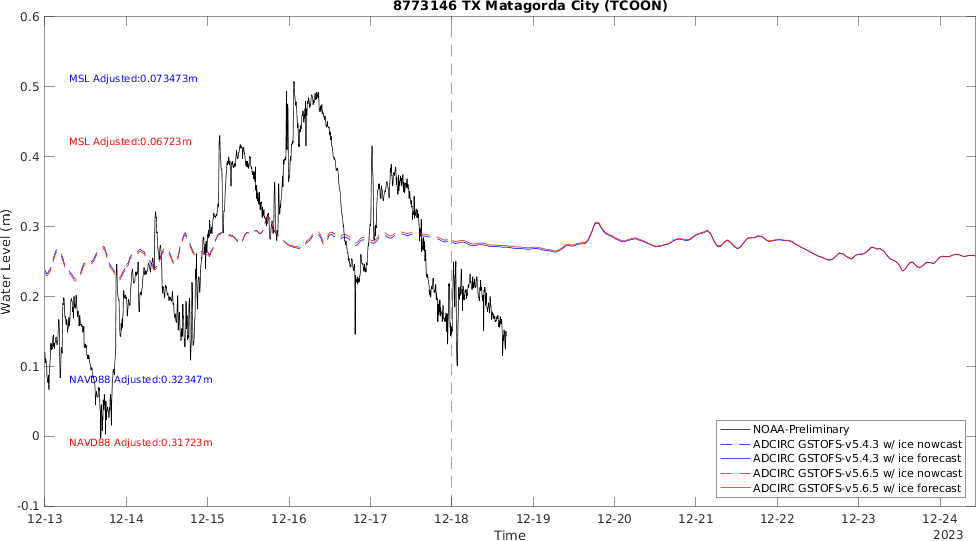 8773146 TX Matagorda City (TCOON)
0.6
0.5
0.4
0.3
0.2
0.1
0
-0.1
Water Level (m)
MSL Adjusted:0.073473m
MSL Adjusted:0.06723m
NAVD88 Adjusted:0.32347m
NAVD88 Adjusted:0.31723m
NOAA-Preliminary
ADCIRC GSTOFS-v5.4.3 w/ ice nowcast
ADCIRC GSTOFS-v5.4.3 w/ ice forecast
ADCIRC GSTOFS-v5.6.5 w/ ice nowcast
ADCIRC GSTOFS-v5.6.5 w/ ice forecast
12-13 12-14 12-15 12-16 12-17 12-18 12-19 12-20 12-21 12-22 12-23 12-24
Time
2023